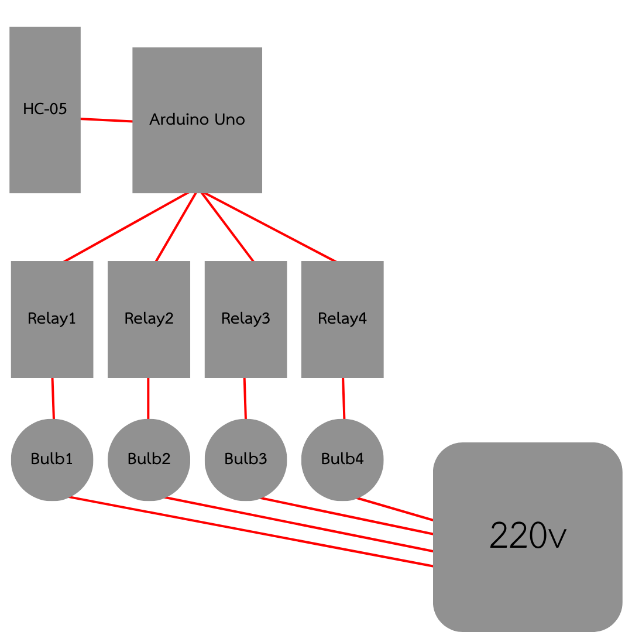 HC-05
Arduino Uno
Relay1
Relay2
Relay3
Relay4
Bulb1
Bulb2
Bulb3
Bulb4
220v